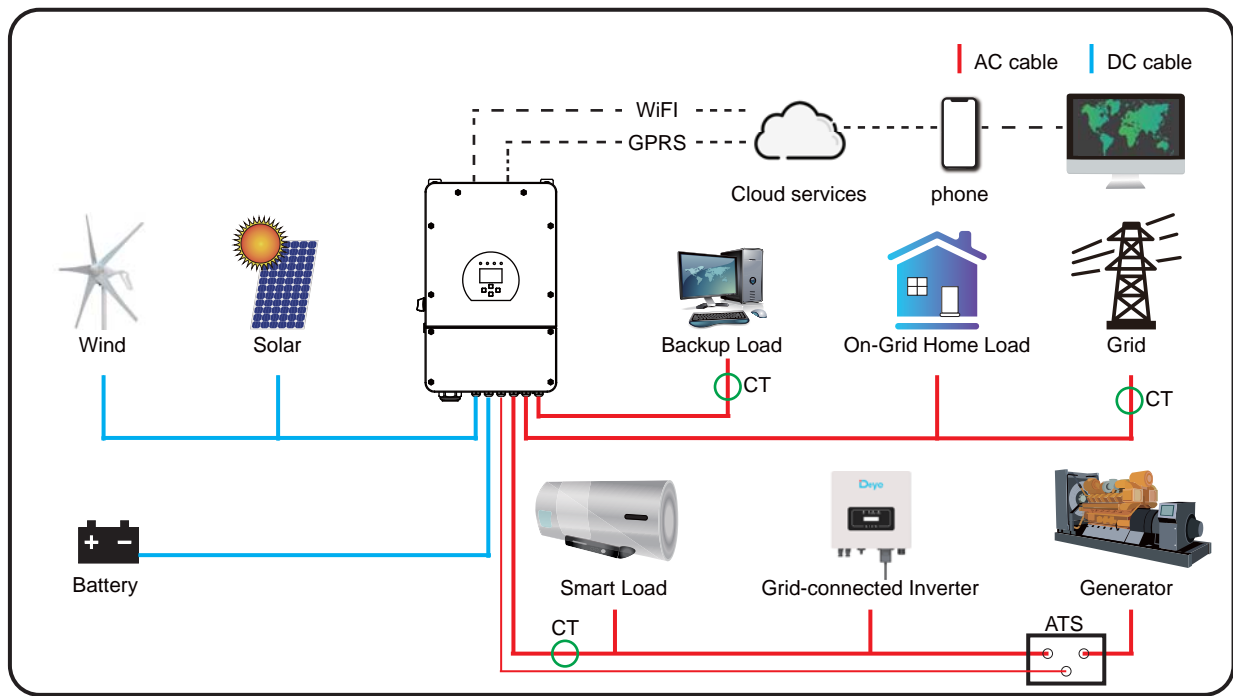 AC cable
DC cable
WiFI
GPRS
Cloud services
phone
Wind
Solar
Backup Load
On-Grid Home Load
Grid
CT
CT
+ −
Battery
Deye
Smart Load
Grid-connected Inverter
Generator
CT
ATS